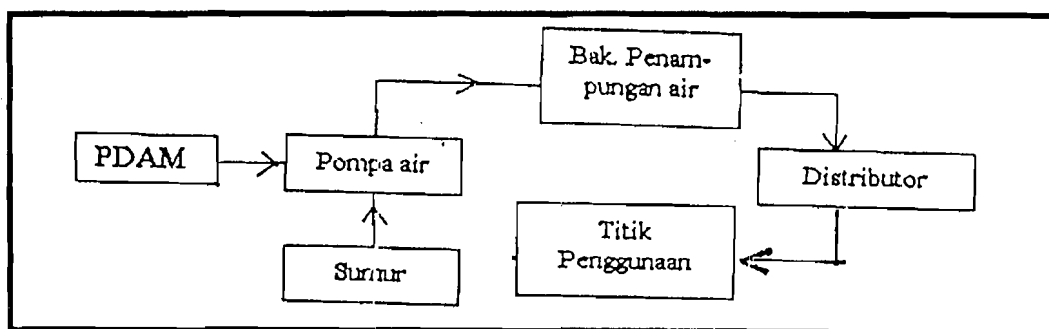 Bak. Penam-
pungan air
PDAM
Pompa air
Distributor
Titik
Penggunaan
Sumur